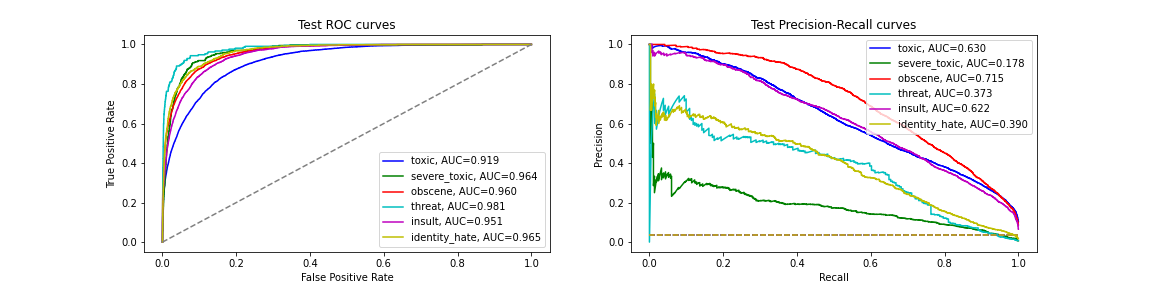 Test ROC curves
True Positive Rate
1.0
0.8
0.6
0.4
0.2
0.0
toxic, AUC=0.919
severe_toxic, AUC=0.964
obscene, AUC=0.960
threat, AUC=0.981
insult, AUC=0.951
identity_hate, AUC=0.965
0.0 0.2 0.4 0.6 0.8 1.0
False Positive Rate
Test Precision-Recall curves
Precision
1.0
0.8
0.6
0.4
0.2
0.0
toxic, AUC=0.630
severe_toxic, AUC=0.178
obscene, AUC=0.715
threat, AUC=0.373
insult, AUC=0.622
identity_hate, AUC=0.390
0.0 0.2 0.4 0.6 0.8 1.0
Recall